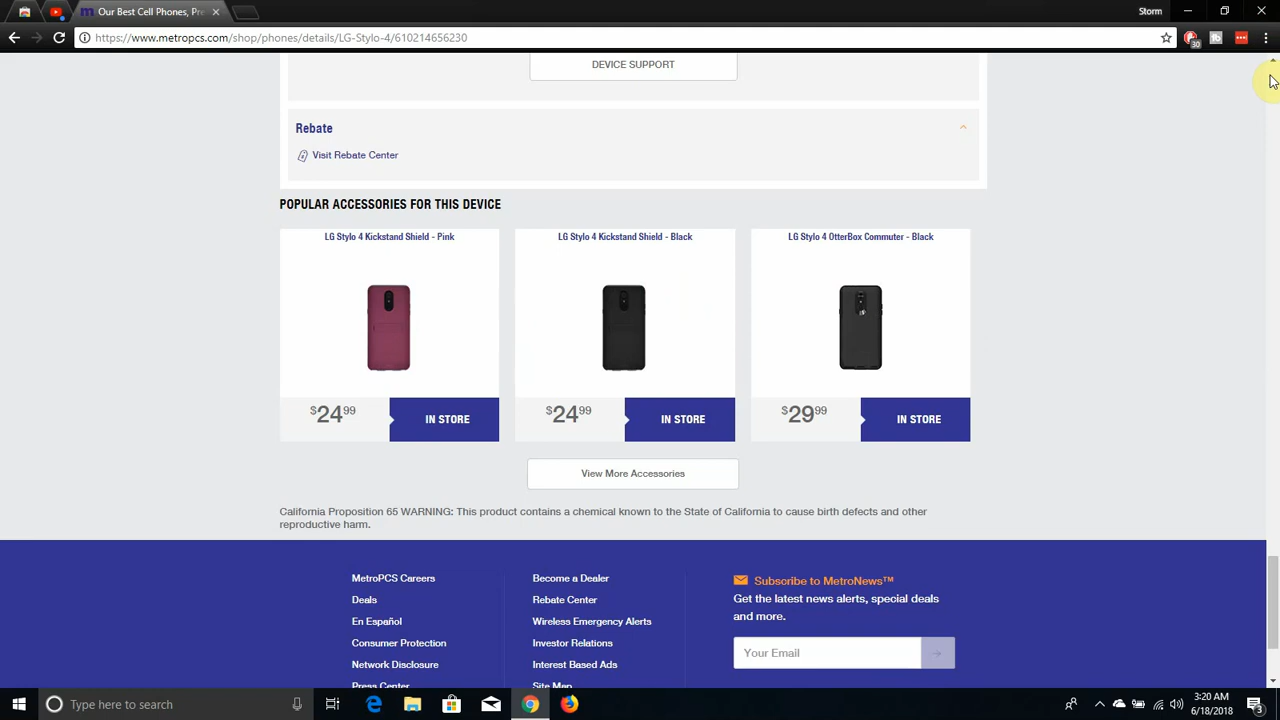 Our Best Cell Phones, Pre
Storm
https://www.metropcs.com/shop/phones/details/LG-Stylo-4/610214656230
30
DEVICE SUPPORT
Rebate
Visit Rebate Center
POPULAR ACCESSORIES FOR THIS DEVICE
LG Stylo 4 Kickstand Shield - Pink
LG Stylo 4 Kickstand Shield - Black
LG Stylo 4 OtterBox Commuter - Black
$24.99 IN STORE
$24.99 IN STORE
$29.99 IN STORE
View More Accessories
California Proposition 65 WARNING: This product contains a chemical known to the State of California to cause birth defects and other
reproductive harm.
MetroPCS Careers
Deals
En Español
Consumer Protection
Network Disclosure
Press Center
Become a Dealer
Rebate Center
Wireless Emergency Alerts
Investor Relations
Interest Based Ads
Site Map
Subscribe to MetroNews™
Get the latest news alerts, special deals
and more.
Your Email
Type here to search
3:20 AM
6/18/2018
3